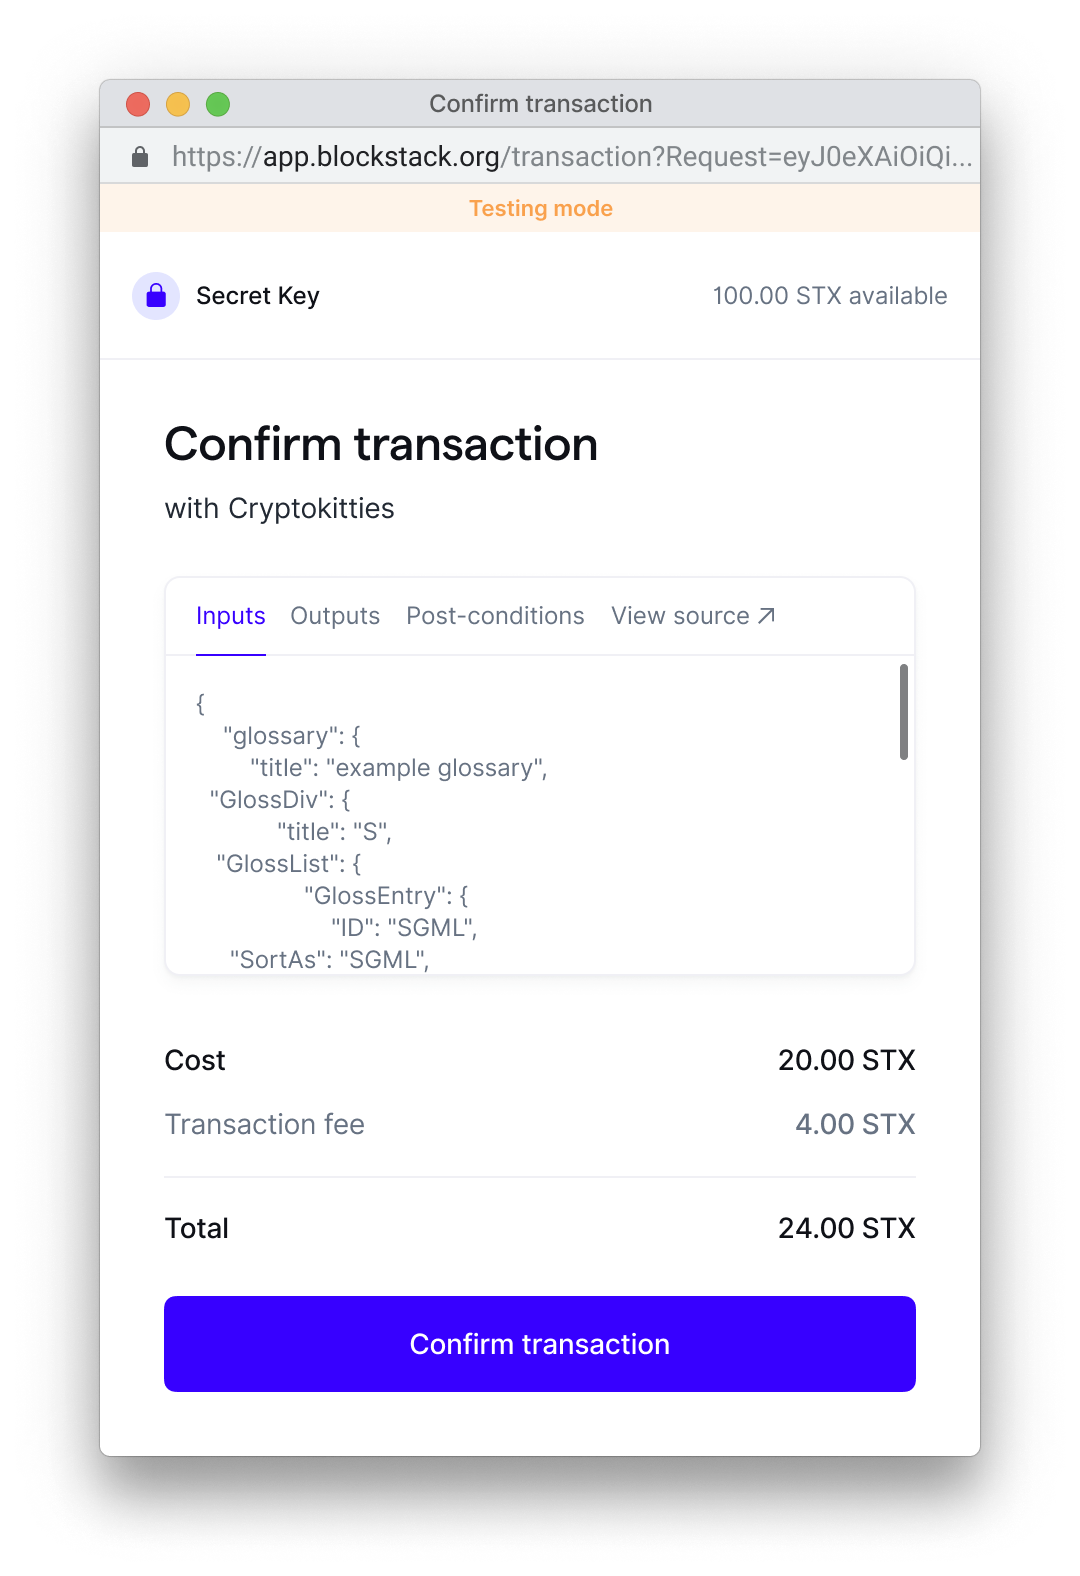 Confirm transaction
https://app.blockstack.org/transaction?Request=eyJ0eXAiOiQi...
Testing mode
Secret Key
100.00 STX available
Confirm transaction
with Cryptokitties
Inputs Outputs Post-conditions View source ↗
{
"glossary": {
"title": "example glossary",
"GlossDiv": {
"title": "S",
"GlossList": {
"GlossEntry": {
"ID": "SGML",
"SortAs": "SGML",
Cost 20.00 STX
Transaction fee 4.00 STX
Total 24.00 STX
Confirm transaction